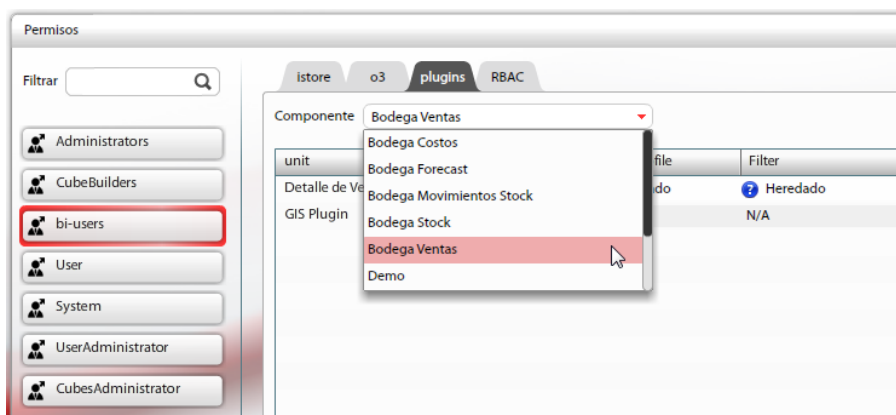 Permisos
Filtrar
Administrators
CubeBuilders
bi-users
User
System
UserAdministrator
CubesAdministrator
istore o3 plugins RBAC
Componente Bodega Ventas
Bodega Costos
Bodega Forecast
Bodega Movimientos Stock
Bodega Stock
Bodega Ventas
Demo
unit file Filter
Detalle de Ve do Heredado
GIS Plugin N/A